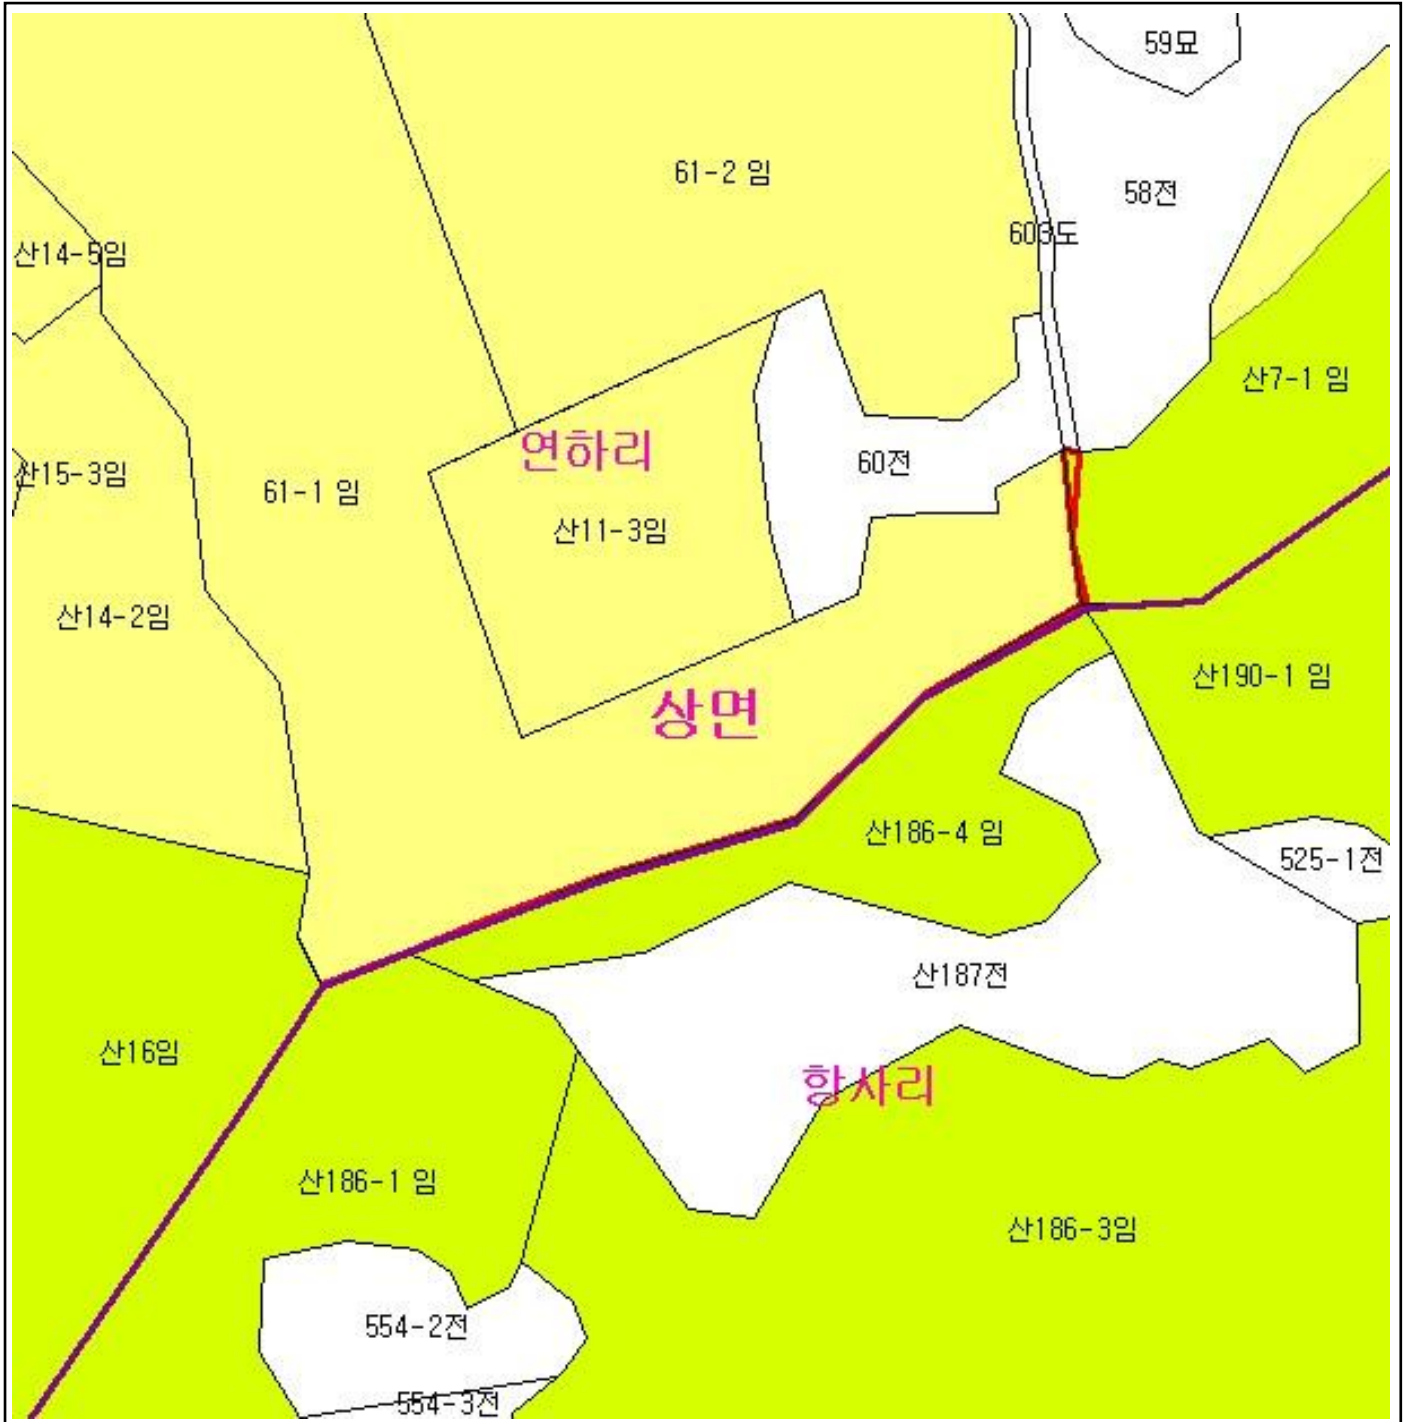 59묘
61-2 임
58전
603도
산14-5임
산7-1 임
연하리
60전
산15-3임
61-1 임
산11-3임
산14-2임
산190-1 임
상면
산186-4 임
525-1전
산187전
산16임
항사리
산186-1 임
산186-3임
554-2전
554-3전